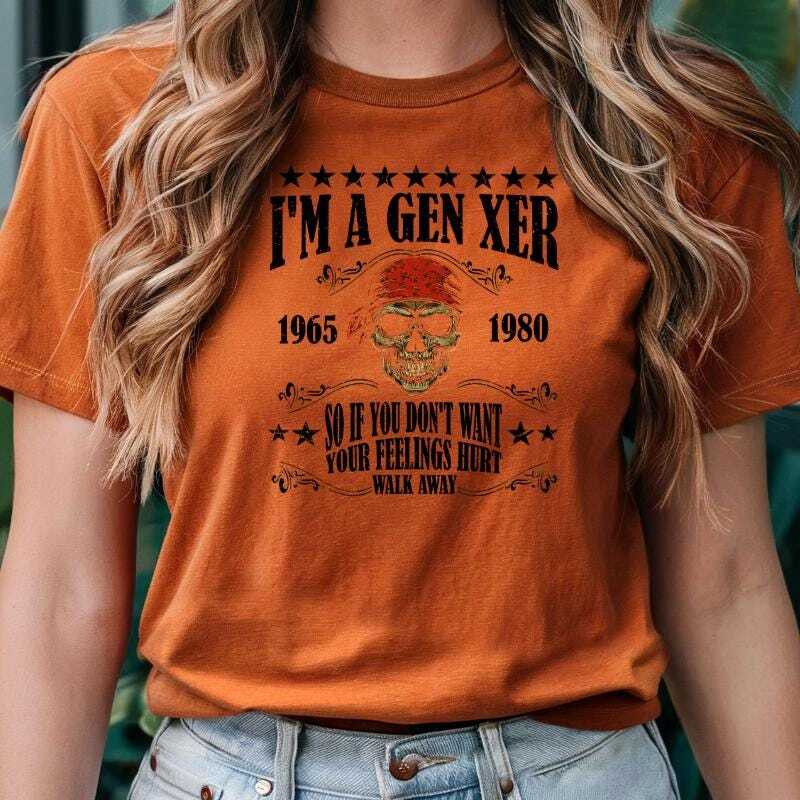 I'M A GEN XER
1965 1980
SO IF YOU DON'T WANT
YOUR FEELINGS HURT
WALK AWAY